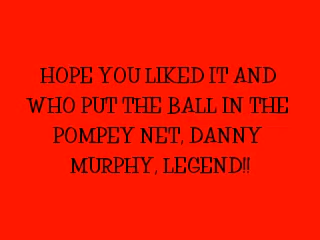 HOPE YOU LIKED IT AND
WHO PUT THE BALL IN THE
POMPEY NET, DANNY
MURPHY, LEGEND!!